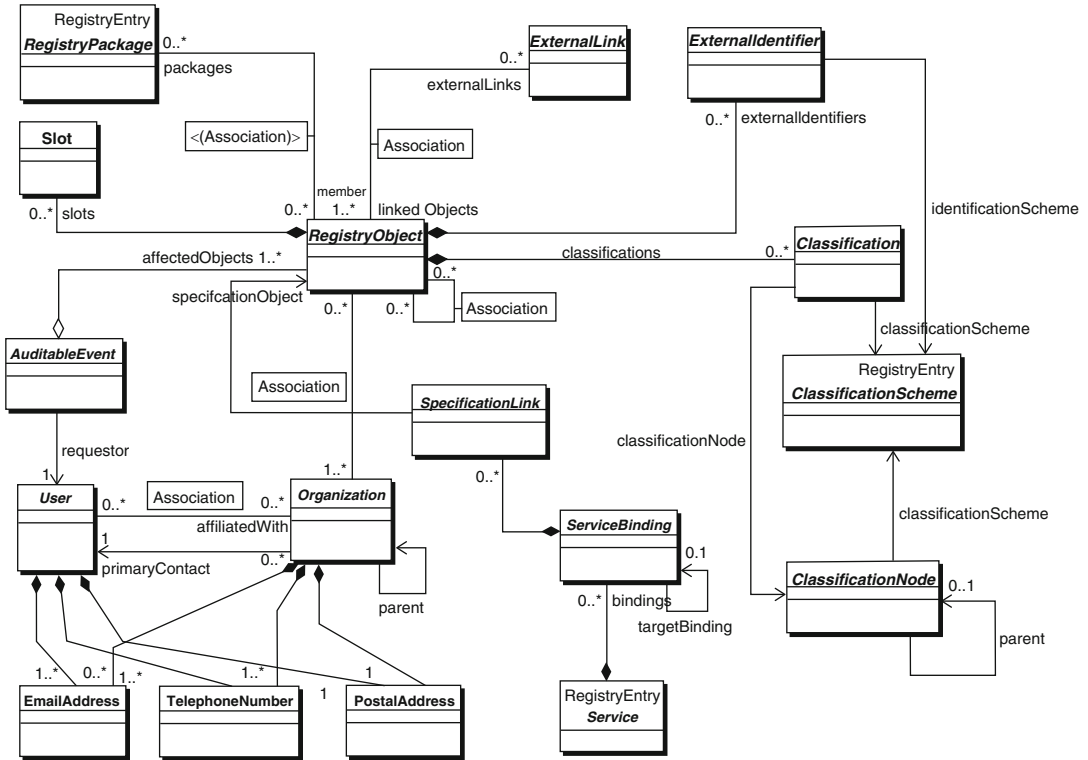 RegistryEntry
RegistryPackage
0..*
packages
ExternalLink
0..*
externalLinks
ExternalIdentifier
0..*
externalIdentifiers
Slot
0..*
slots
<(Association)>
Association
member
0..*
1..*
linked Objects
identificationScheme
RegistryObject
classifications
0..*
Classification
affectedObjects 1..*
specifcationObject
0..*
0..*
0..*
Association
classificationScheme
AuditableEvent
RegistryEntry
ClassificationScheme
Association
SpecificationLink
classificationNode
requestor
1
1..*
0..*
User
0..*
Association
0..*
Organization
affiliatedWith
classificationScheme
ServiceBinding
1
primaryContact
0..*
0.1
ClassificationNode
0..1
parent
0..*
bindings
targetBinding
parent
1..*
0..*
1..*
1..*
1
1
EmailAddress
TelephoneNumber
PostalAddress
RegistryEntry
Service